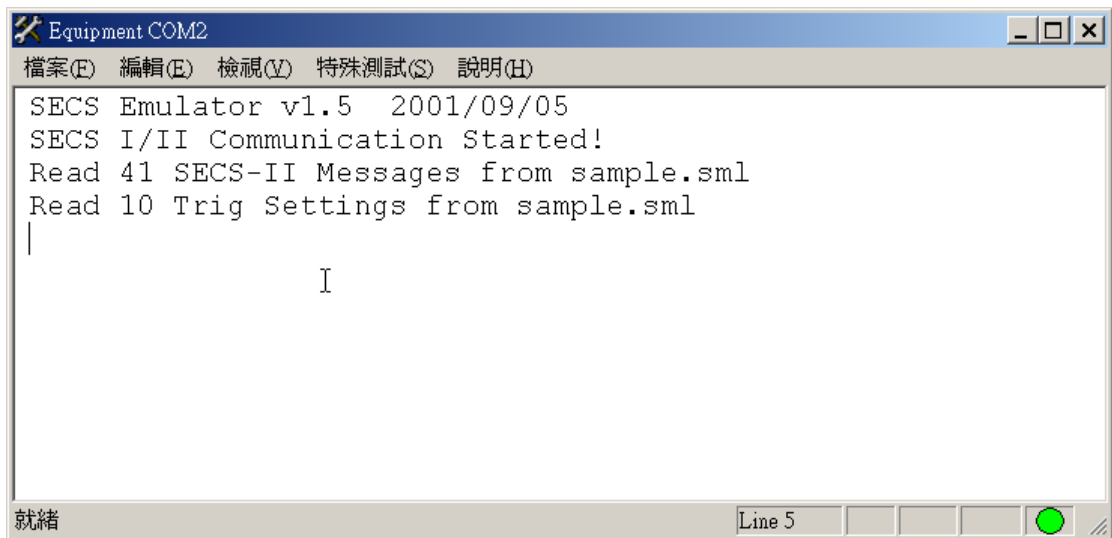 Equipment COM2
檔案(F) 編輯(E) 檢視(V) 特殊測試(S) 說明(H)
SECS Emulator v1.5  2001/09/05
SECS I/II Communication Started!
Read 41 SECS-II Messages from sample.sml
Read 10 Trig Settings from sample.sml
就緒 Line 5